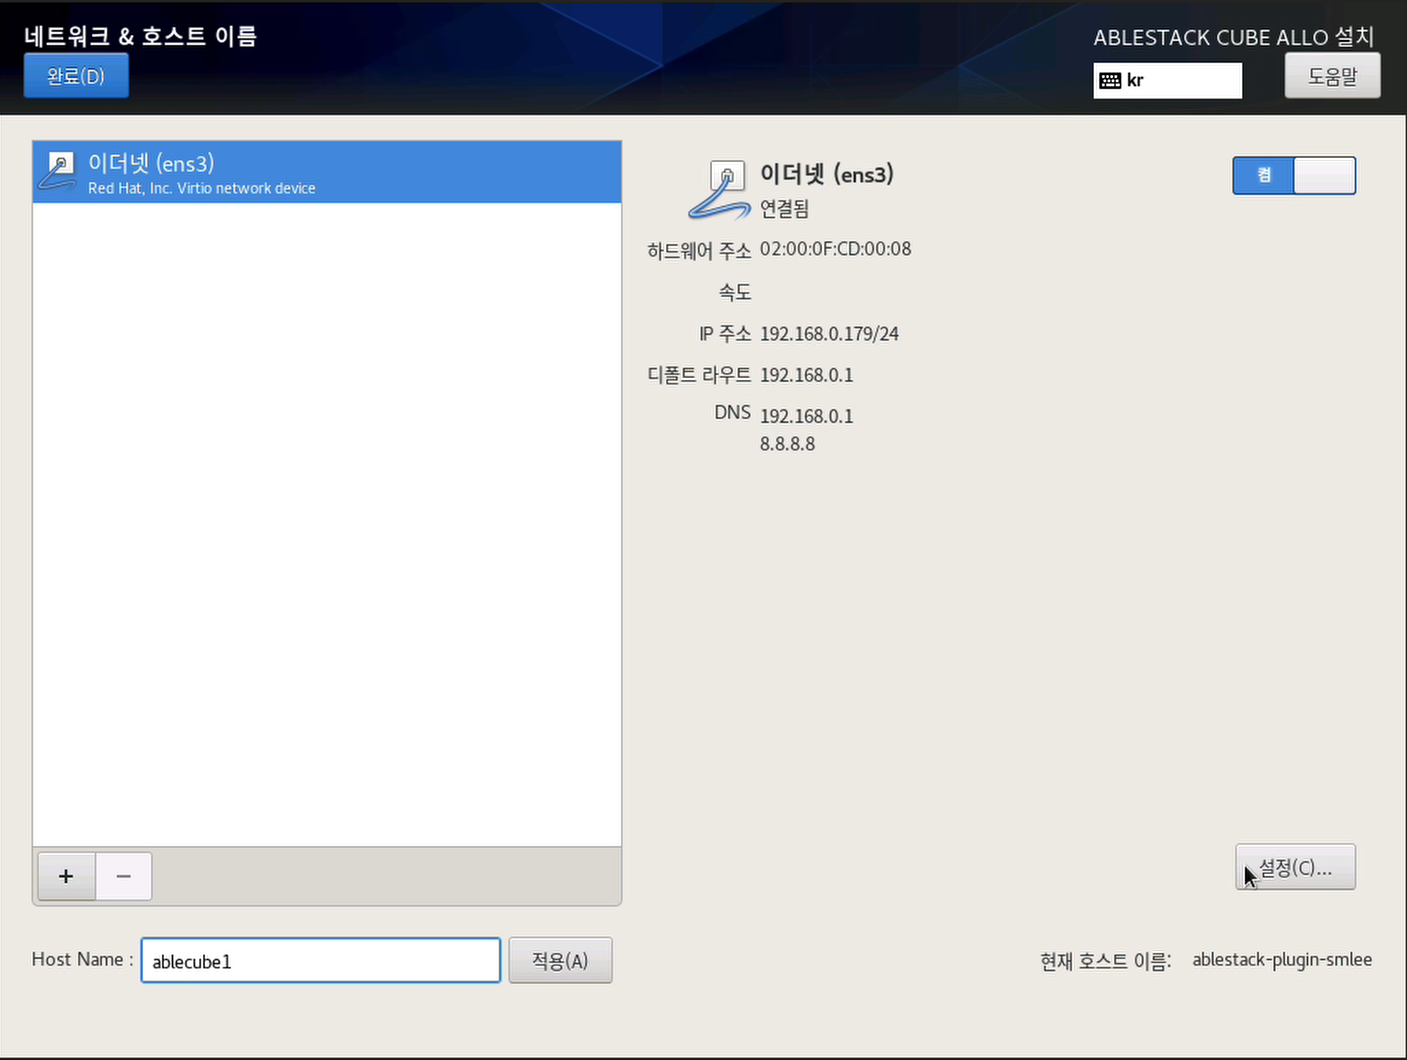 네트워크 & 호스트 이름
완료(D)
ABLESTACK CUBE ALLO 설치
kr
도움말
이더넷 (ens3)
Red Hat, Inc. Virtio network device
이더넷 (ens3)
연결됨
켬
하드웨어 주소 02:00:0F:CD:00:08
속도
IP 주소 192.168.0.179/24
디폴트 라우트 192.168.0.1
DNS 192.168.0.1
8.8.8.8
+ −
설정(C)...
Host Name : ablecube1 적용(A)
현재 호스트 이름: ablestack-plugin-smlee